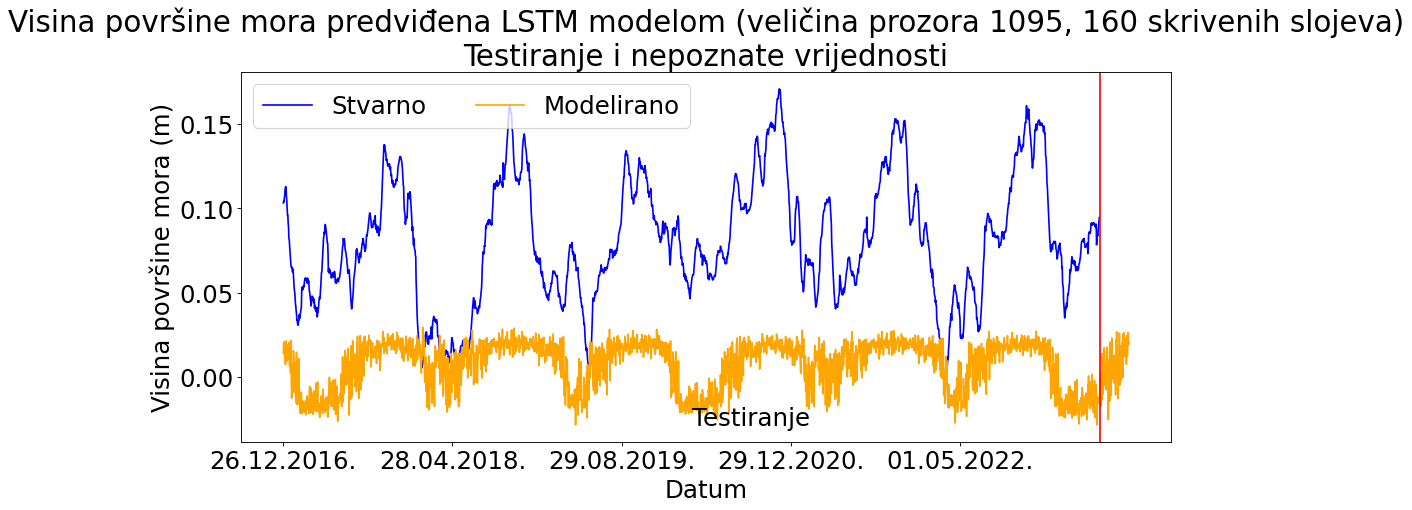 Visina površine mora predviđena LSTM modelom (veličina prozora 1095, 160 skrivenih slojeva)
Testiranje i nepoznate vrijednosti
Stvarno Modelirano
Visina površine mora (m)
0.15
0.10
0.05
0.00
Testiranje
26.12.2016. 28.04.2018. 29.08.2019. 29.12.2020. 01.05.2022.
Datum